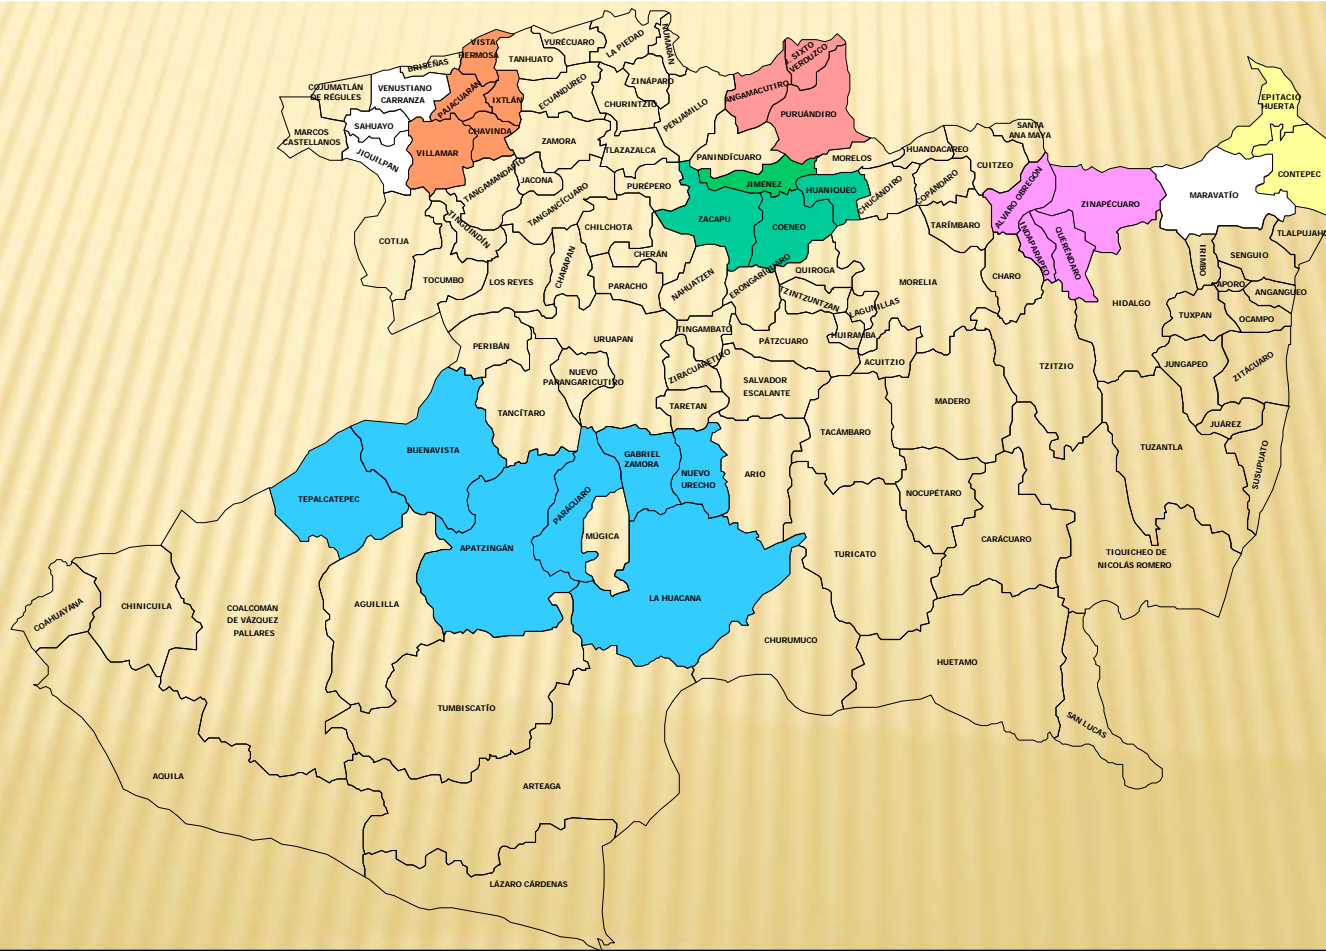 VISTA
HERMOSA
YURÉCUARO
LA PIEDAD
NUMARÁN
J. SIXTO
VERDUZCO
BRISEÑAS
TANHUATO
COJUMATLÁN
DE RÉGULES
VENUSTIANO
CARRANZA
PAJACUARÁN
IXTLÁN
ECUANDUREO
ZINÁPARO
CHURINTZIO
PENJAMILLO
ANGAMACUTIRO
PURUÁNDIRO
EPITACIO
HUERTA
MARCOS
CASTELLANOS
SAHUAYO
JIQUILPAN
VILLAMAR
CHAVINDA
ZAMORA
TLAZAZALCA
PANINDÍCUARO
MORELOS
HUANDACAREO
SANTA
ANA MAYA
CUITZEO
CONTEPEC
TANGAMANDAPIO
JACONA
TANGANCÍCUARO
PURÉPERO
JIMÉNEZ
HUANIQUEO
CHUCÁNDIRO
COPÁNDARO
ALVARO OBREGÓN
ZINAPÉCUARO
MARAVATÍO
COTIJA
TINGUINDÍN
CHILCHOTA
ZACAPU
COENEO
TARÍMBARO
INDAPARAPEO
QUERÉNDARO
TLALPUJAHU
TOCUMBO
LOS REYES
CHARAPAN
CHERÁN
PARACHO
NAHUATZEN
ERONGARÍCUARO
QUIROGA
TZINTZUNTZAN
LAGUNILLAS
MORELIA
CHARO
HIDALGO
IRIMBO
SENGUIO
APORO
ANGANGUEO
TUXPAN
OCAMPO
PERIBÁN
URUAPAN
TINGAMBATO
PÁTZCUARO
HUIRAMBA
ACUITZIO
TZITZIO
JUNGAPEO
ZITÁCUARO
NUEVO
PARANGARICUTIRO
ZIRACUARETIRO
SALVADOR
ESCALANTE
TANCÍTARO
TARETAN
MADERO
JUÁREZ
BUENAVISTA
TACÁMBARO
TUZANTLA
SUSUPUATO
TEPALCATEPEC
GABRIEL
ZAMORA
NUEVO
URECHO
ARIO
NOCUPÉTARO
PARÁCUARO
MÚGICA
APATZINGÁN
TURICATO
CARÁCUARO
TIQUICHEO DE
NICOLÁS ROMERO
COAHUAYANA
CHINICUILA
COALCOMÁN
DE VÁZQUEZ
PALLARES
AGUILILLA
LA HUACANA
CHURUMUCO
HUETAMO
TUMBISCATÍO
SAN LUCAS
AQUILA
ARTEAGA
LÁZARO CÁRDENAS